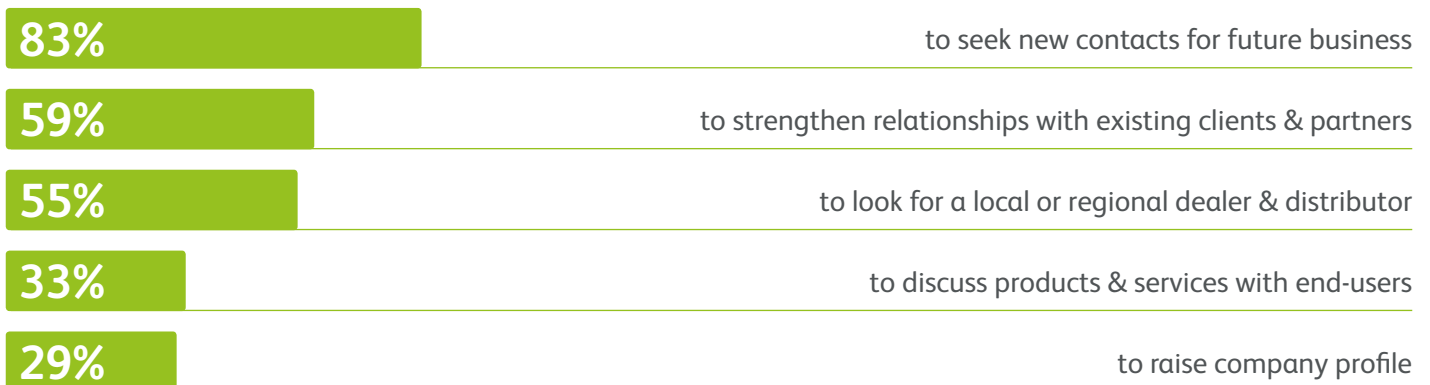 83% to seek new contacts for future business
59% to strengthen relationships with existing clients & partners
55% to look for a local or regional dealer & distributor
33% to discuss products & services with end-users
29% to raise company profile